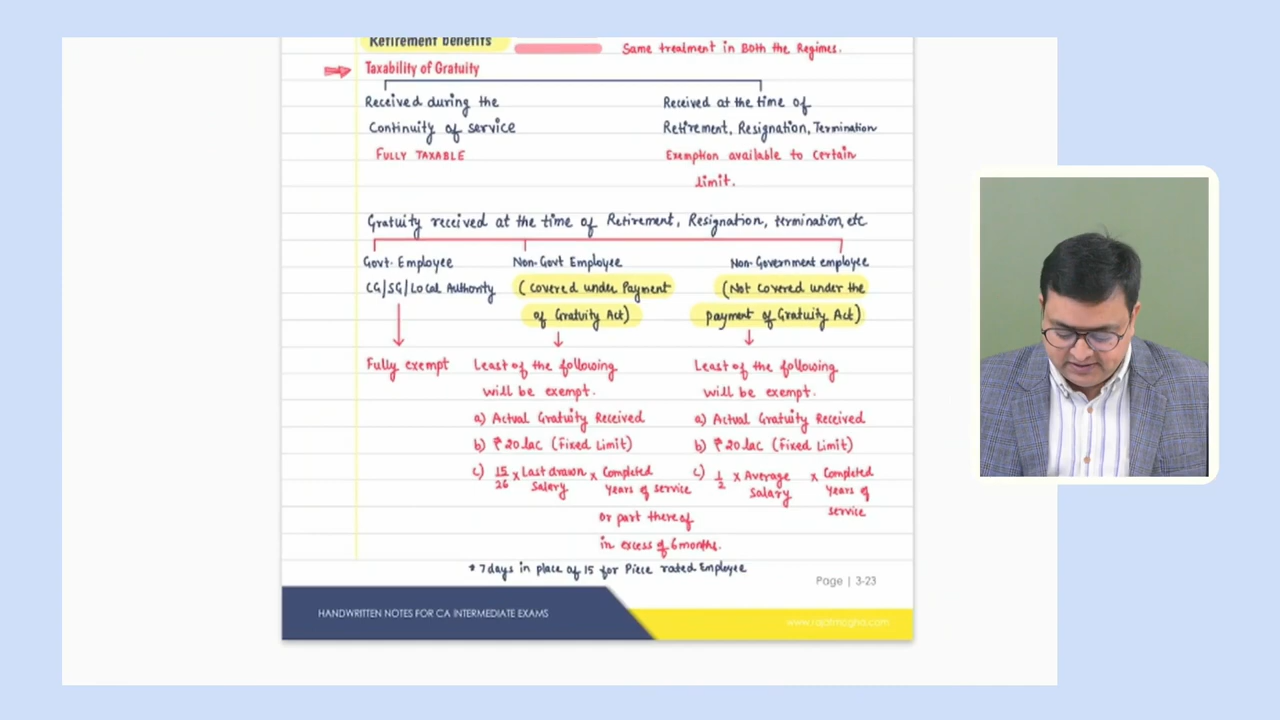 Retirement benefits
Same treatment in Both the Regimes.
Taxability of Gratuity
Received during the
Continuity of service
FULLY TAXABLE
Received at the time of
Retirement, Resignation, Termination
Exemption available to certain
limit.
Gratuity received at the time of Retirement, Resignation, termination, etc
Govt. Employee
CG/SG/Local Authority
Fully exempt
Non-Govt Employee
(covered under Payment
of Gratuity Act)
Least of the following
will be exempt.
a) Actual Gratuity Received
b) ₹20 lac (Fixed Limit)
c) 15/26 x Last drawn Salary x Completed years of service
or part thereof
in excess of 6 months.
Non-Government employee
(Not covered under the
payment of Gratuity Act)
Least of the following
will be exempt.
a) Actual Gratuity Received
b) ₹20 lac (Fixed Limit)
c) 1/2 x Average Salary x Completed years of service
* 7 days in place of 15 for Piece rated Employee
Page | 3-23
HANDWRITTEN NOTES FOR CA INTERMEDIATE EXAMS
www.rajatmogha.com